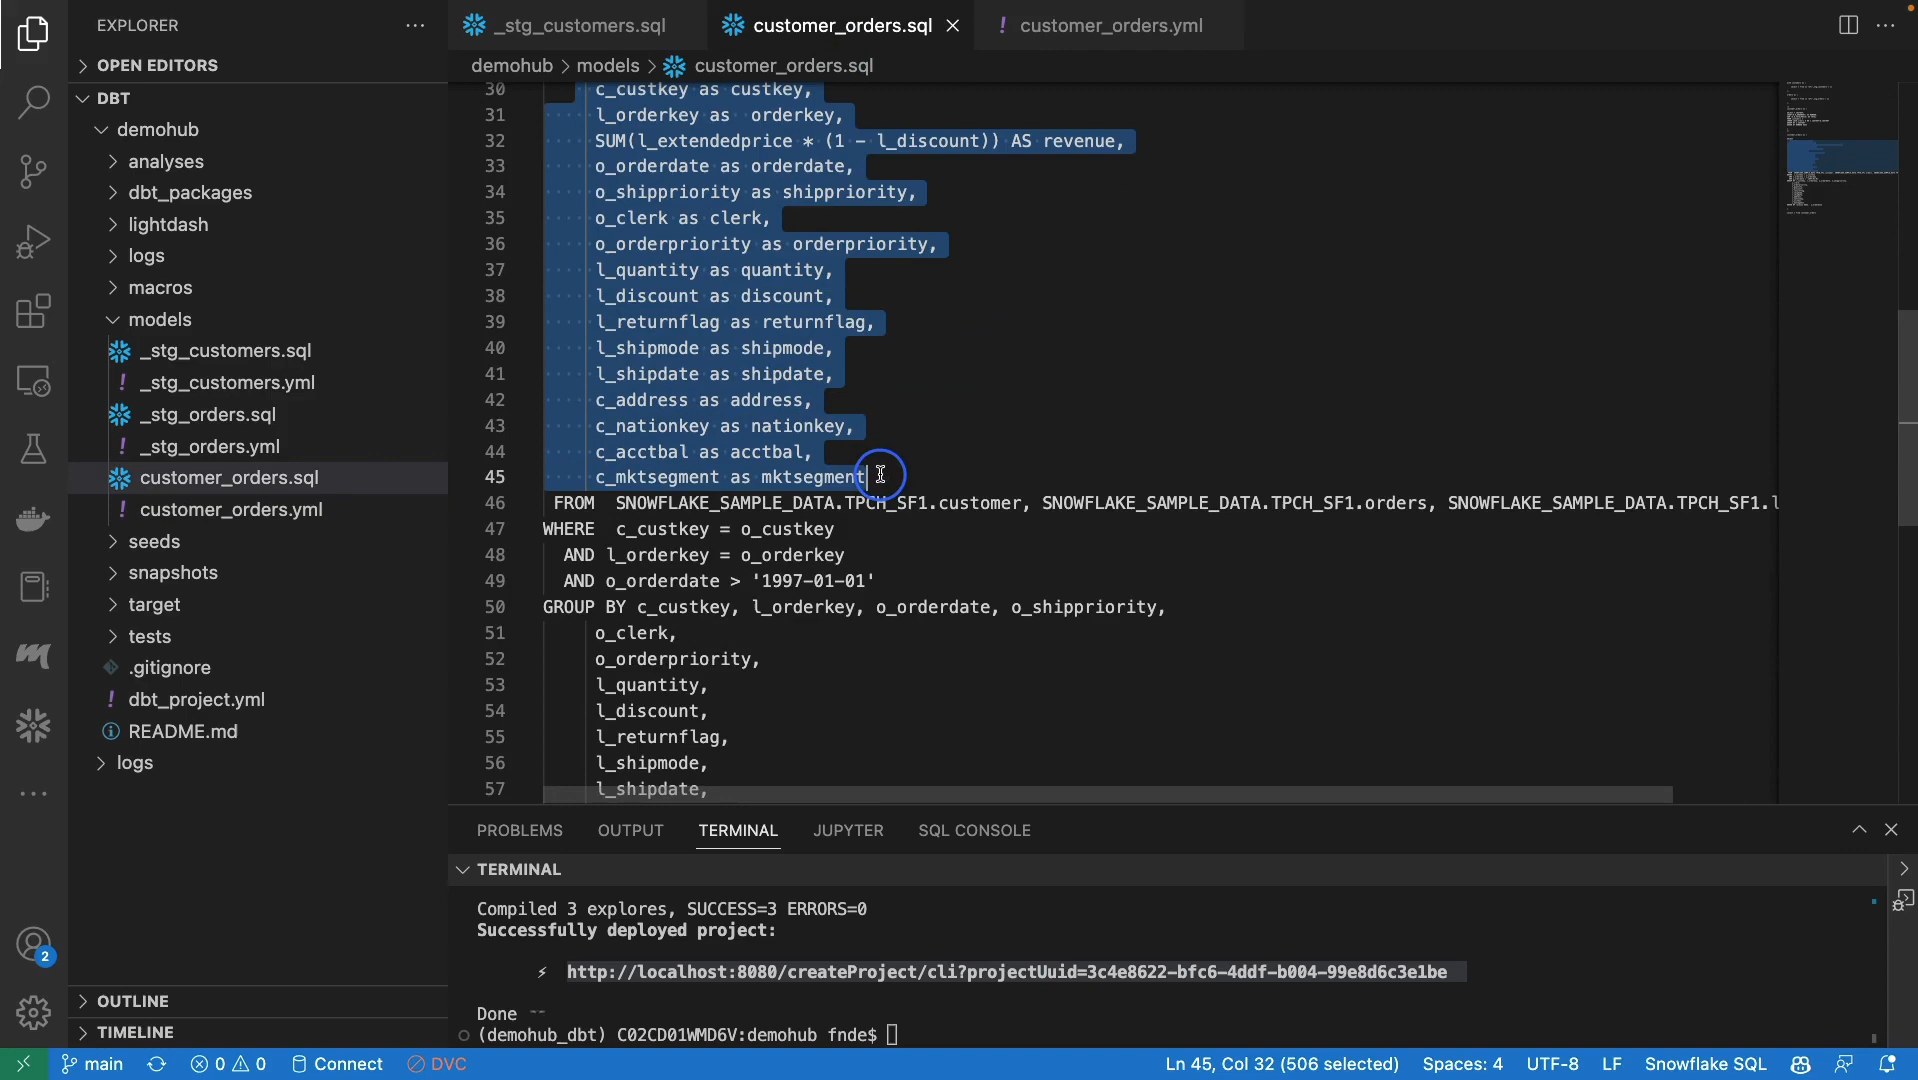 EXPLORER
_stg_customers.sql
customer_orders.sql
! customer_orders.yml
OPEN EDITORS
demohub > models > customer_orders.sql
DBT
demohub
analyses
dbt_packages
lightdash
logs
macros
models
_stg_customers.sql
! _stg_customers.yml
_stg_orders.sql
! _stg_orders.yml
customer_orders.sql
! customer_orders.yml
seeds
snapshots
target
tests
.gitignore
! dbt_project.yml
README.md
logs
OUTLINE
TIMELINE
30 c_custkey as custkey,
31 l_orderkey as  orderkey,
32 SUM(l_extendedprice * (1 - l_discount)) AS revenue,
33 o_orderdate as orderdate,
34 o_shippriority as shippriority,
35 o_clerk as clerk,
36 o_orderpriority as orderpriority,
37 l_quantity as quantity,
38 l_discount as discount,
39 l_returnflag as returnflag,
40 l_shipmode as shipmode,
41 l_shipdate as shipdate,
42 c_address as address,
43 c_nationkey as nationkey,
44 c_acctbal as acctbal,
45 c_mktsegment as mktsegment
46 FROM  SNOWFLAKE_SAMPLE_DATA.TPCH_SF1.customer, SNOWFLAKE_SAMPLE_DATA.TPCH_SF1.orders, SNOWFLAKE_SAMPLE_DATA.TPCH_SF1.l
47 WHERE  c_custkey = o_custkey
48 AND l_orderkey = o_orderkey
49 AND o_orderdate > '1997-01-01'
50 GROUP BY c_custkey, l_orderkey, o_orderdate, o_shippriority,
51 o_clerk,
52 o_orderpriority,
53 l_quantity,
54 l_discount,
55 l_returnflag,
56 l_shipmode,
57 l_shipdate,
PROBLEMS OUTPUT TERMINAL JUPYTER SQL CONSOLE
TERMINAL
Compiled 3 explores, SUCCESS=3 ERRORS=0
Successfully deployed project:
⚡ http://localhost:8080/createProject/cli?projectUuid=3c4e8622-bfc6-4ddf-b004-99e8d6c3e1be
Done
(demohub_dbt) C02CD01WMD6V:demohub fnde$
2
main 0 0 Connect DVC
Ln 45, Col 32 (506 selected) Spaces: 4 UTF-8 LF Snowflake SQL